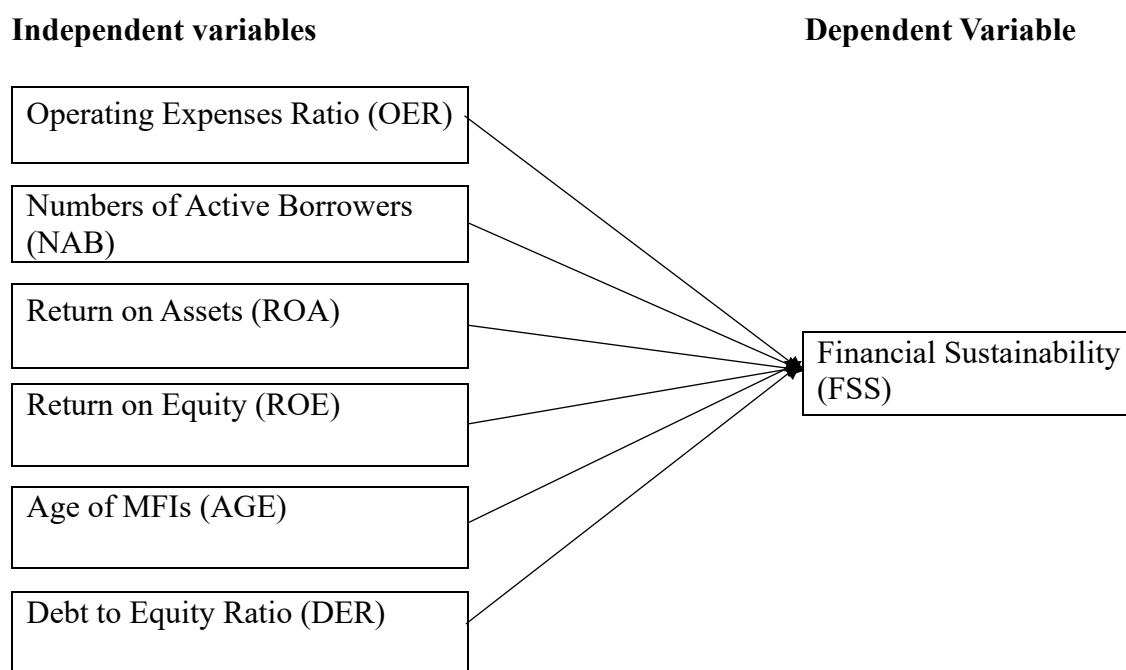 Independent variables
Dependent Variable
Operating Expenses Ratio (OER)
Numbers of Active Borrowers
(NAB)
Return on Assets (ROA)
Return on Equity (ROE)
Age of MFIs (AGE)
Debt to Equity Ratio (DER)
Financial Sustainability
(FSS)